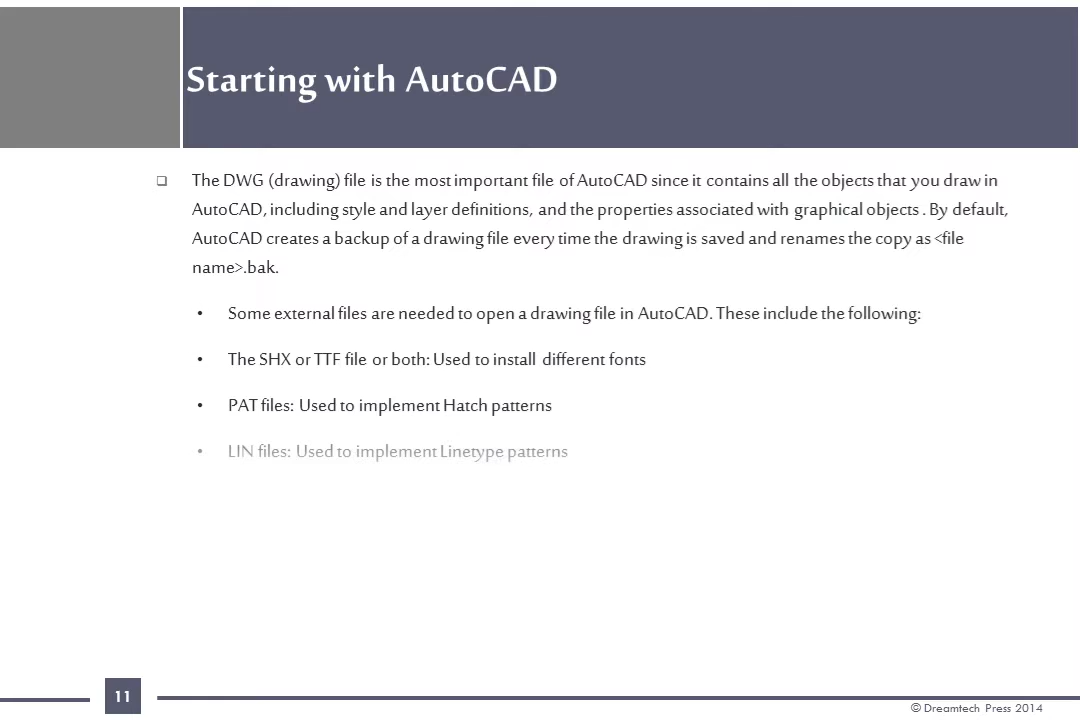 Starting with AutoCAD
❑ The DWG (drawing) file is the most important file of AutoCAD since it contains all the objects that you draw in
AutoCAD, including style and layer definitions, and the properties associated with graphical objects . By default,
AutoCAD creates a backup of a drawing file every time the drawing is saved and renames the copy as <file
name>.bak.
• Some external files are needed to open a drawing file in AutoCAD. These include the following:
• The SHX or TTF file or both: Used to install different fonts
• PAT files: Used to implement Hatch patterns
• LIN files: Used to implement Linetype patterns
11
© Dreamtech Press 2014